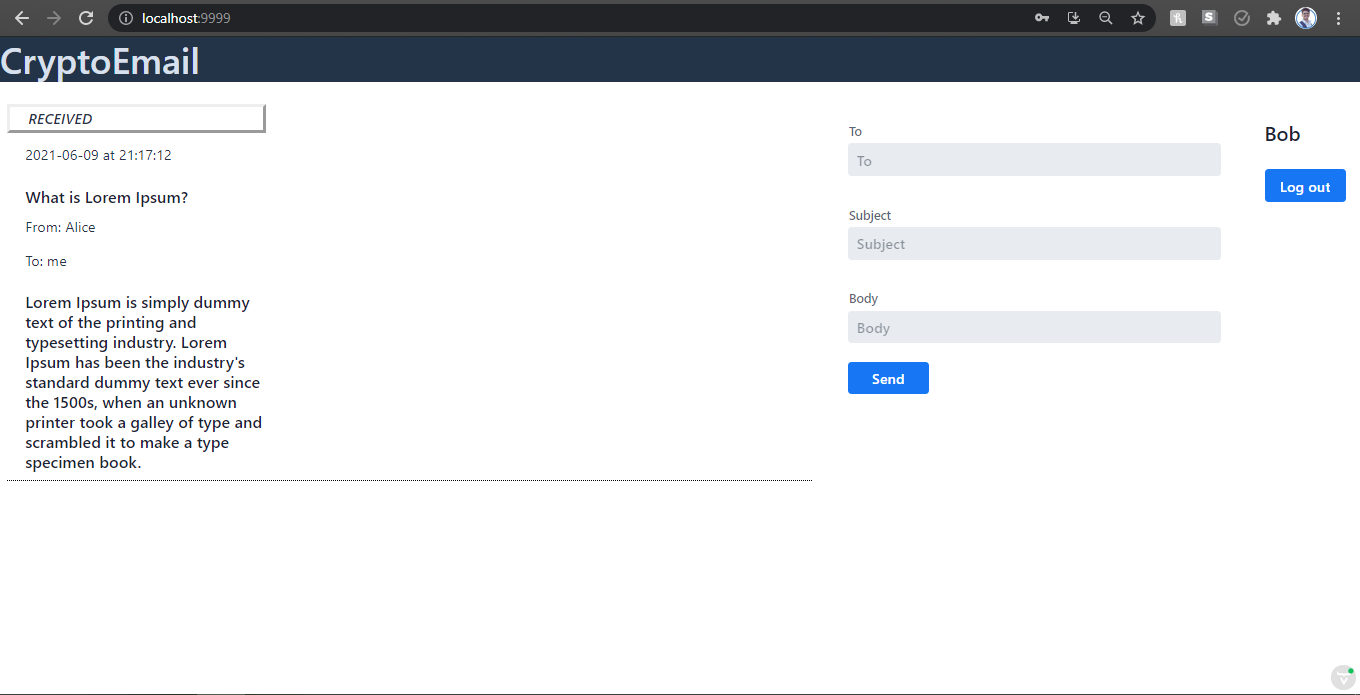 localhost:9999
CryptoEmail
RECEIVED
2021-06-09 at 21:17:12
What is Lorem Ipsum?
From: Alice
To: me
Lorem Ipsum is simply dummy
text of the printing and
typesetting industry. Lorem
Ipsum has been the industry's
standard dummy text ever since
the 1500s, when an unknown
printer took a galley of type and
scrambled it to make a type
specimen book.
To
To
Subject
Subject
Body
Body
Send
Bob
Log out